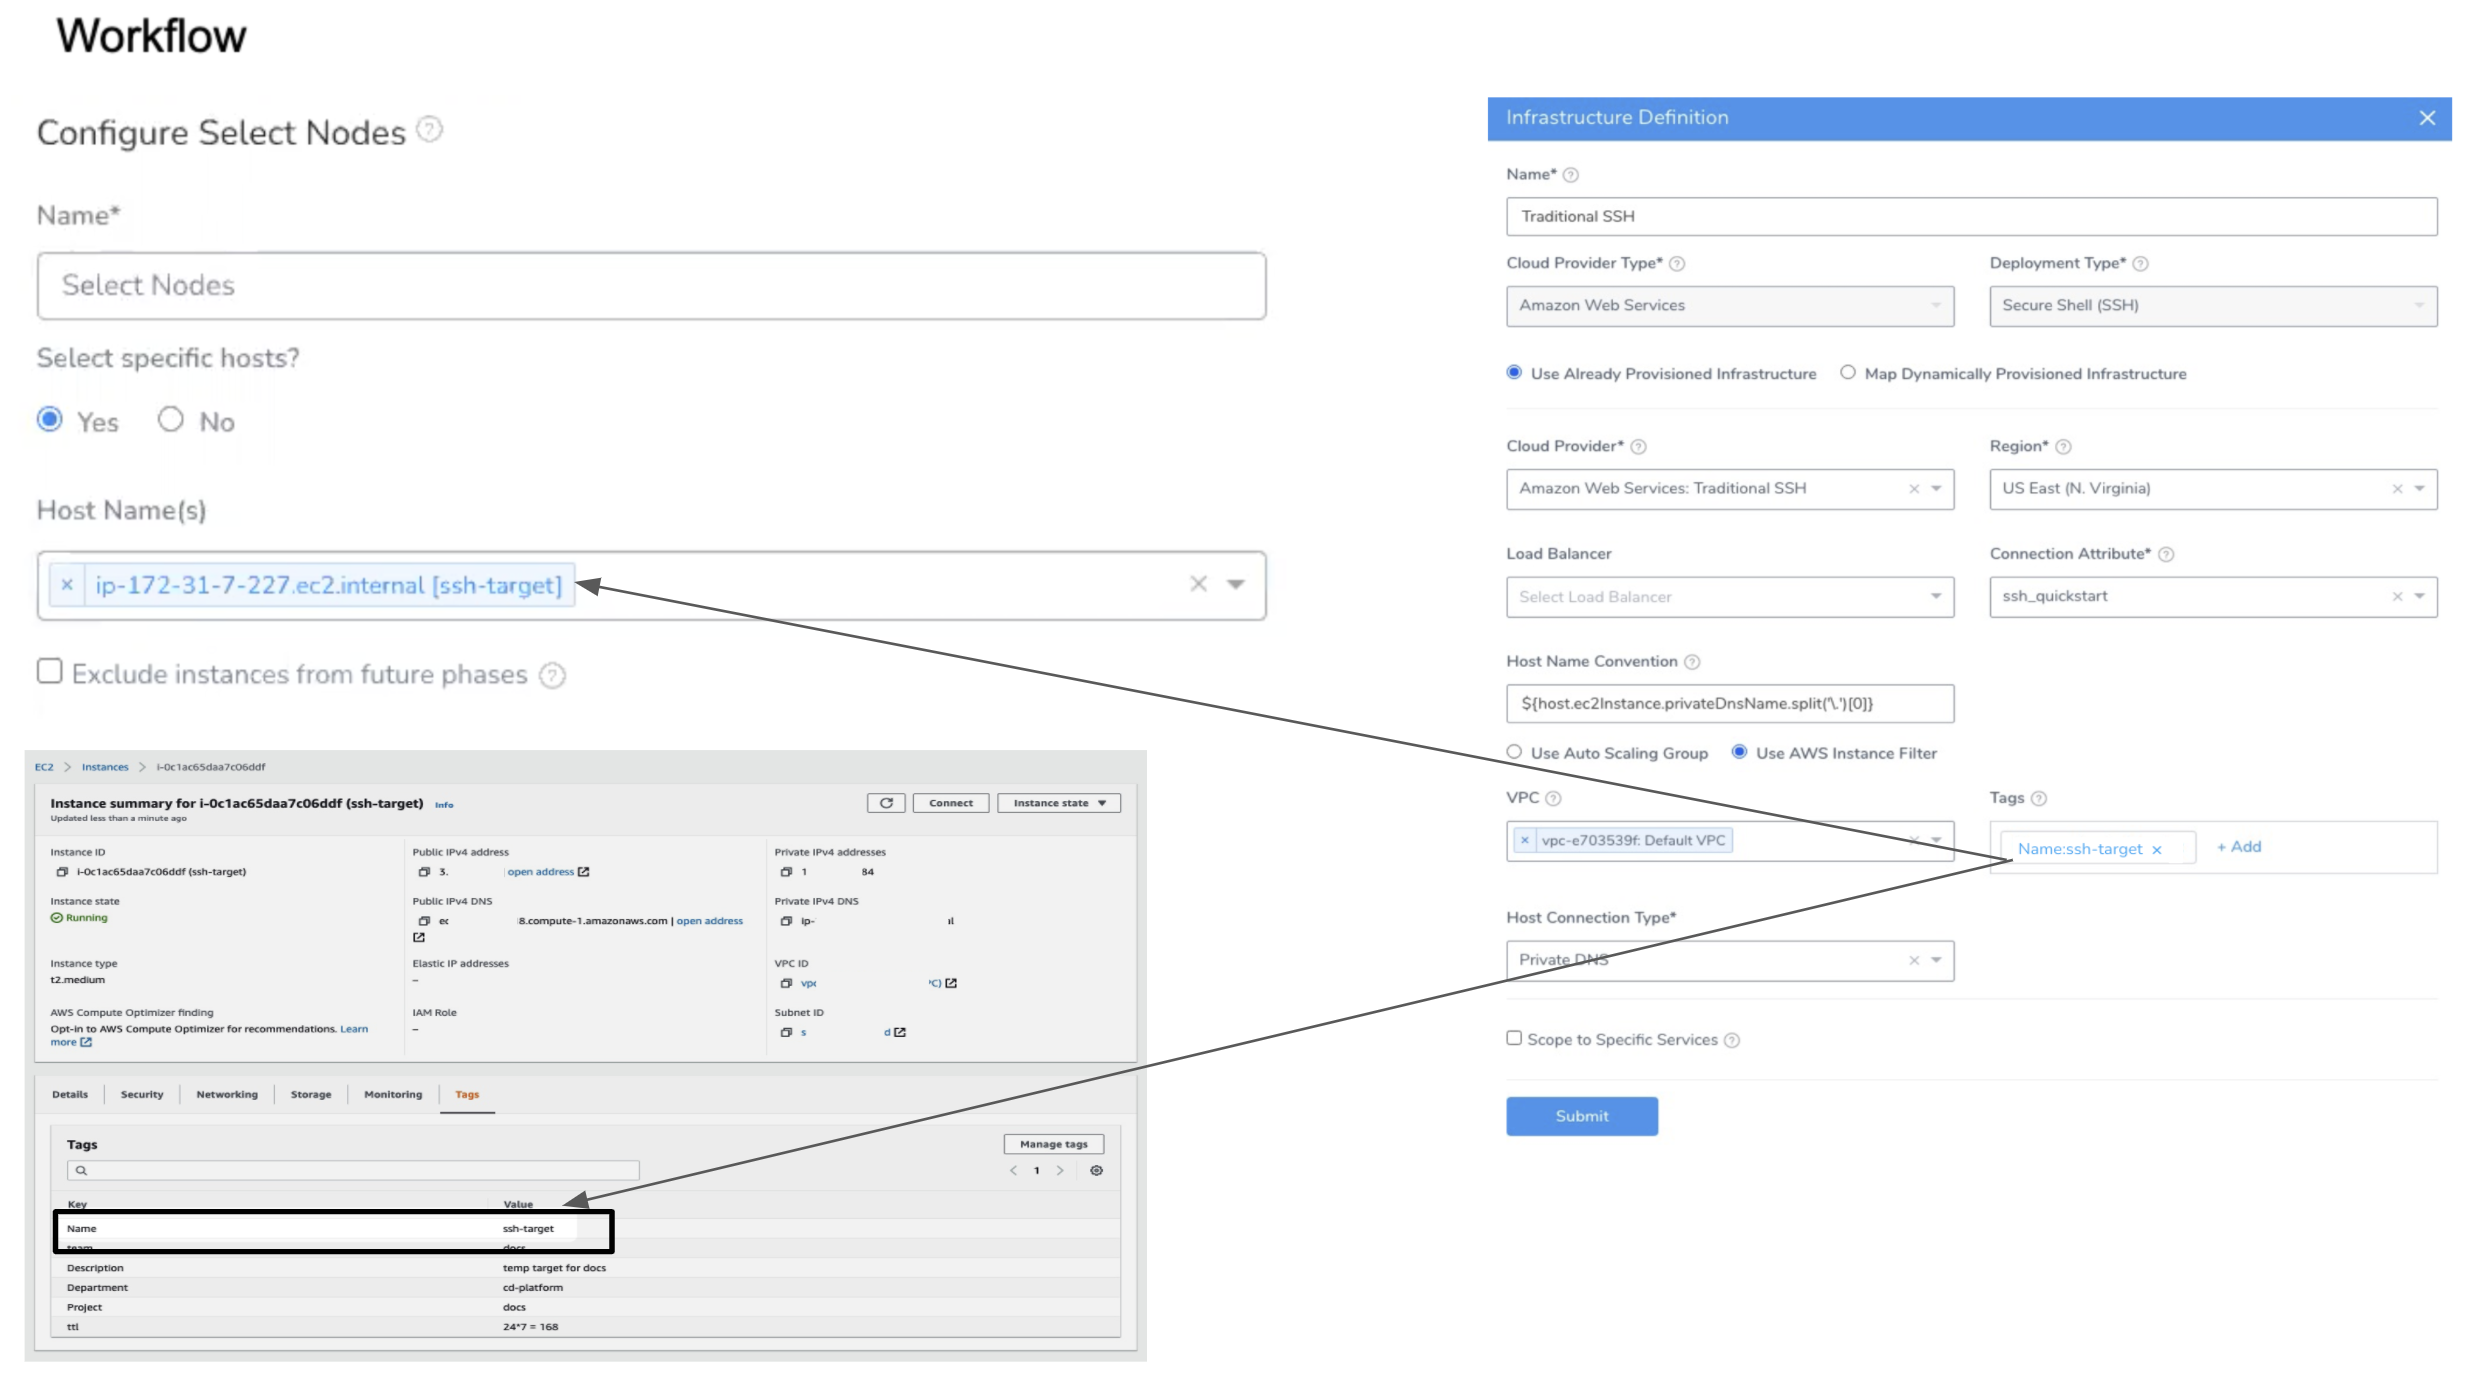 Workflow
Configure Select Nodes ?
Name*
Select Nodes
Select specific hosts?
Yes No
Host Name(s)
× ip-172-31-7-227.ec2.internal [ssh-target]
Exclude instances from future phases ?
EC2 > Instances > i-0c1ac65daa7c06ddf
Instance summary for i-0c1ac65daa7c06ddf (ssh-target) Info
Updated less than a minute ago
Connect Instance state
Instance ID
i-0c1ac65daa7c06ddf (ssh-target)
Public IPv4 address
3. open address
Private IPv4 addresses
1 84
Instance state
Running
Public IPv4 DNS
ec 8.compute-1.amazonaws.com | open address
Private IPv4 DNS
ip-
Instance type
t2.medium
Elastic IP addresses
–
VPC ID
vpc
AWS Compute Optimizer finding
Opt-in to AWS Compute Optimizer for recommendations. Learn
more
IAM Role
–
Subnet ID
s d
Details Security Networking Storage Monitoring Tags
Tags
Manage tags
< 1 >
Key Value
Name ssh-target
team docs
Description temp target for docs
Department cd-platform
Project docs
ttl 24*7 = 168
Infrastructure Definition ×
Name* ?
Traditional SSH
Cloud Provider Type* ? Deployment Type* ?
Amazon Web Services Secure Shell (SSH)
Use Already Provisioned Infrastructure Map Dynamically Provisioned Infrastructure
Cloud Provider* ? Region* ?
Amazon Web Services: Traditional SSH × US East (N. Virginia) ×
Load Balancer Connection Attribute* ?
Select Load Balancer ssh_quickstart ×
Host Name Convention ?
${host.ec2Instance.privateDnsName.split('\.')[0]}
Use Auto Scaling Group Use AWS Instance Filter
VPC ? Tags ?
× vpc-e703539f: Default VPC × Name:ssh-target × + Add
Host Connection Type*
Private DNS ×
Scope to Specific Services ?
Submit